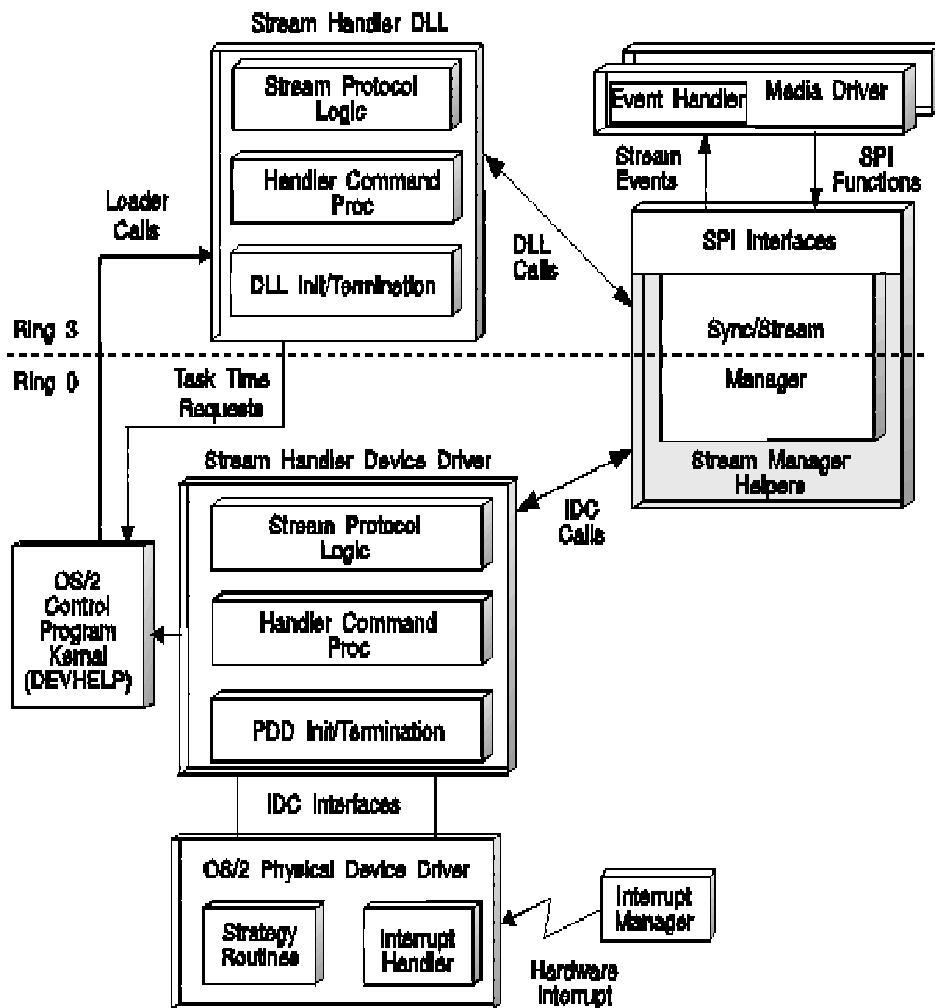 Stream Handler DLL
Stream Protocol
Logic
Handler Command
Proc
DLL Init/Termination
Event Handler
Media Driver
Stream
Events
SPI
Functions
Loader
Calls
DLL
Calls
SPI Interfaces
Sync/Stream
Manager
Stream Manager
Helpers
Ring 3
Ring 0
Task Time
Requests
Stream Handler Device Driver
Stream Protocol
Logic
Handler Command
Proc
PDD Init/Termination
IDC
Calls
OS/2
Control
Program
Kernal
(DEVHELP)
IDC Interfaces
OS/2 Physical Device Driver
Strategy
Routines
Interrupt
Handler
Interrupt
Manager
Hardware
Interrupt